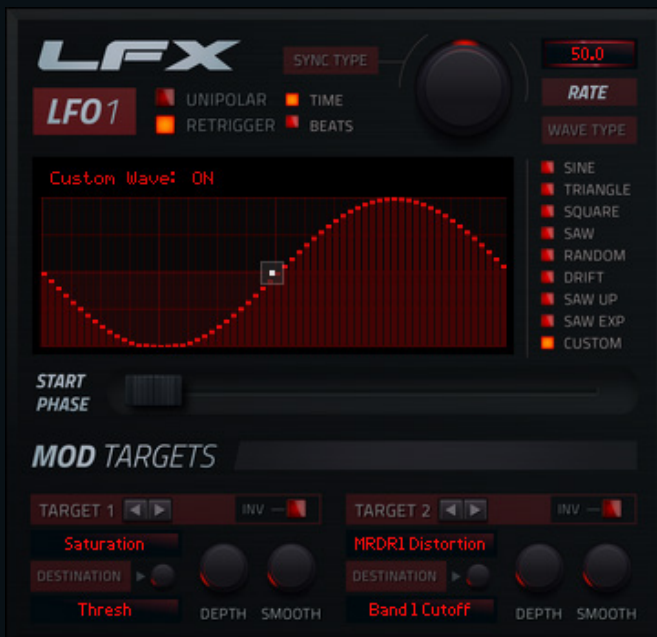 LFX
SYNC TYPE
50.0
LFO 1
UNIPOLAR
TIME
RATE
RETRIGGER
BEATS
WAVE TYPE
Custom Wave: ON
SINE
TRIANGLE
SQUARE
SAW
RANDOM
DRIFT
SAW UP
SAW EXP
CUSTOM
START
PHASE
MOD TARGETS
TARGET 1
INV
TARGET 2
INV
Saturation
MRDR1 Distortion
DESTINATION
DESTINATION
Thresh
DEPTH
SMOOTH
Band 1 Cutoff
DEPTH
SMOOTH